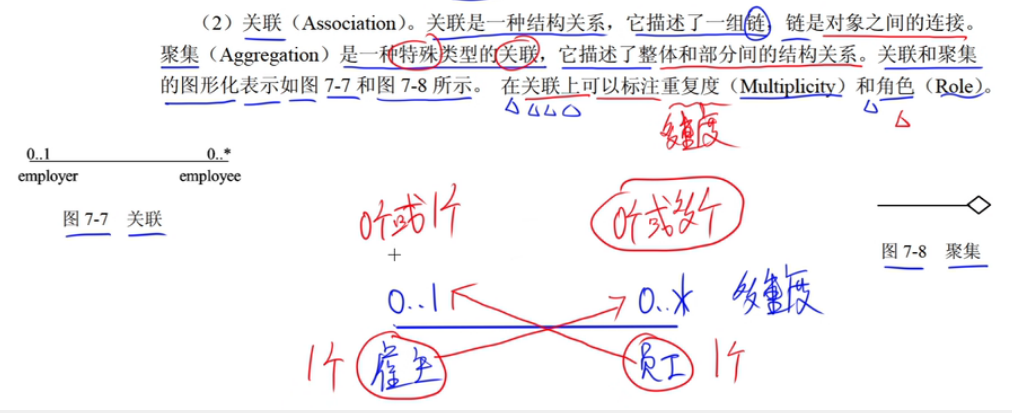 （2）关联（Association）。关联是一种结构关系，它描述了一组链，链是对象之间的连接。
聚集（Aggregation）是一种特殊类型的关联，它描述了整体和部分间的结构关系。关联和聚集
的图形化表示如图 7-7 和图 7-8 所示。 在关联上可以标注重复度（Multiplicity）和角色（Role）。
多重度
0..1 0..*
employer employee
图 7-7 关联
0个或1个 0个或多个
图 7-8 聚集
0..1 0..* 多重度
1个 雇主 员工 1个